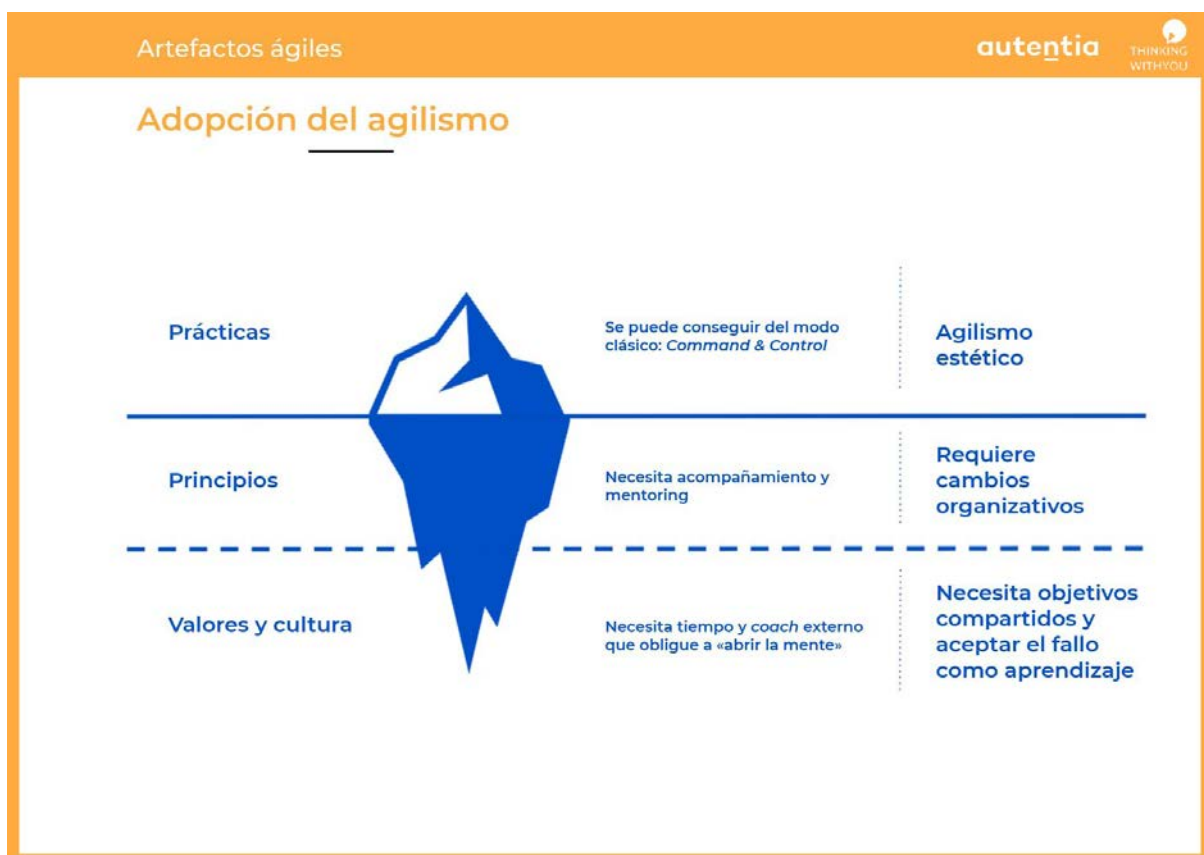 Artefactos ágiles
autentia
THINKING
WITHYOU
Adopción del agilismo
Prácticas
Se puede conseguir del modo
clásico: Command & Control
Agilismo
estético
Principios
Necesita acompañamiento y
mentoring
Requiere
cambios
organizativos
Valores y cultura
Necesita tiempo y coach externo
que obligue a «abrir la mente»
Necesita objetivos
compartidos y
aceptar el fallo
como aprendizaje